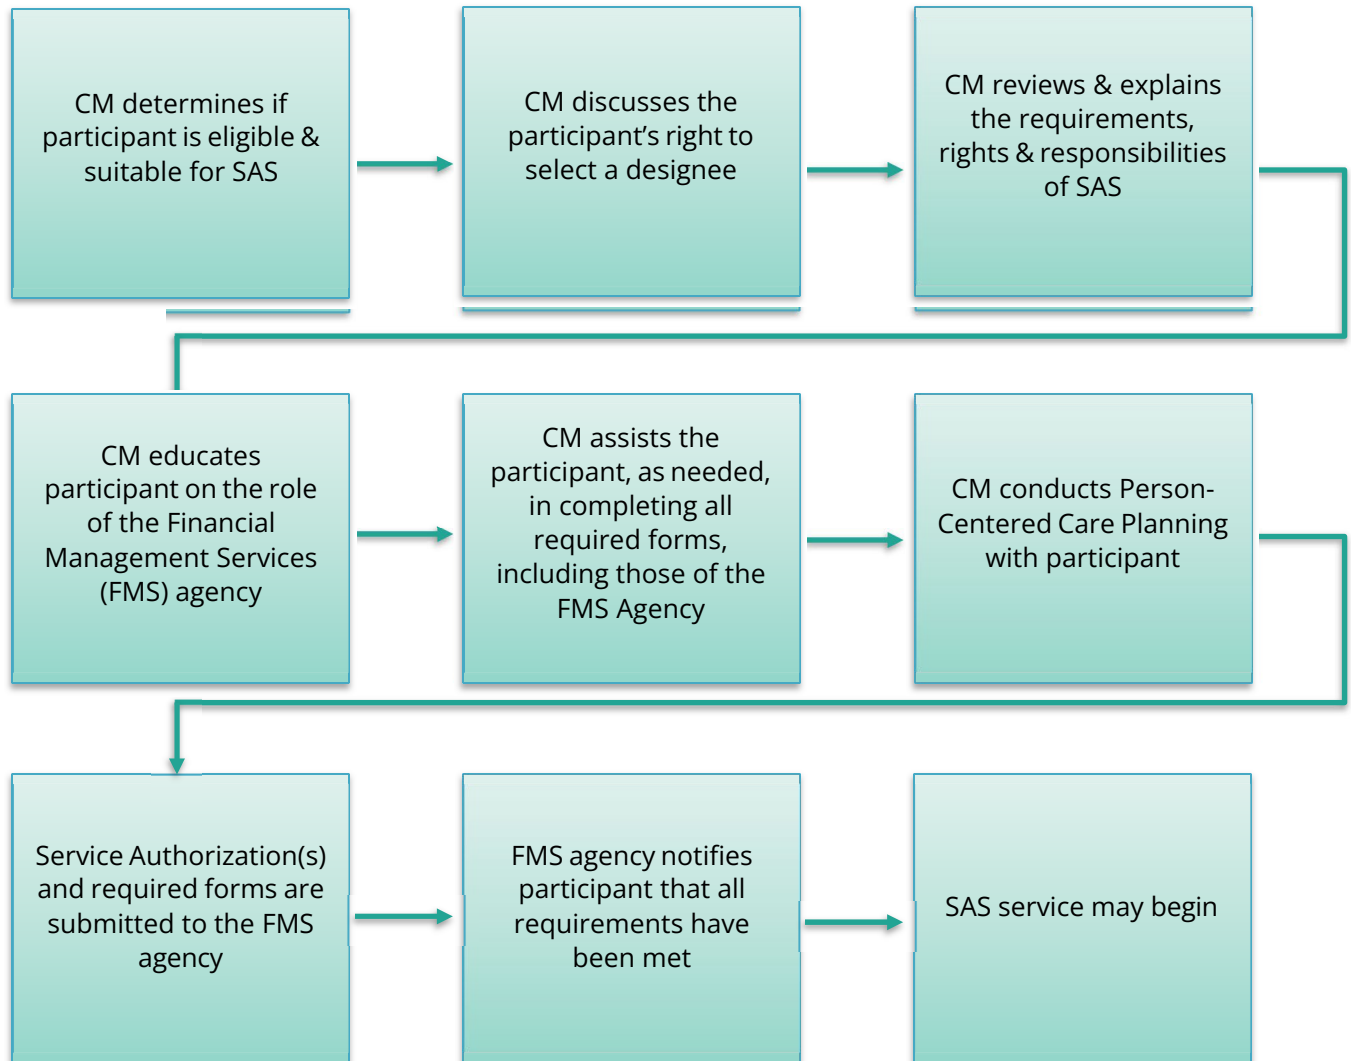 CM determines if
participant is eligible &
suitable for SAS
CM discusses the
participant’s right to
select a designee
CM reviews & explains
the requirements,
rights & responsibilities
of SAS
CM educates
participant on the role
of the Financial
Management Services
(FMS) agency
CM assists the
participant, as needed,
in completing all
required forms,
including those of the
FMS Agency
CM conducts Person-
Centered Care Planning
with participant
Service Authorization(s)
and required forms are
submitted to the FMS
agency
FMS agency notifies
participant that all
requirements have
been met
SAS service may begin